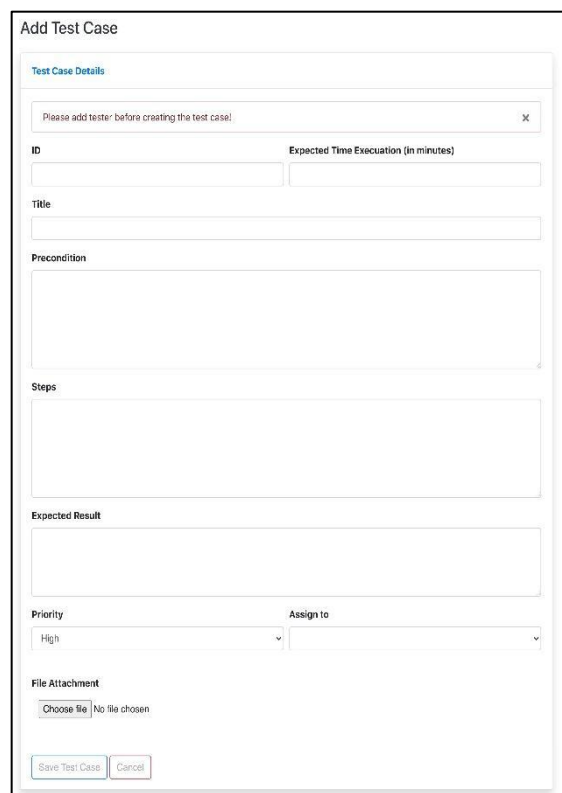 Add Test Case
Test Case Details
Please add tester before creating the test case! ×
ID Expected Time Execuation (in minutes)
Title
Precondition
Steps
Expected Result
Priority Assign to
High
File Attachment
Choose file No file chosen
Save Test Case Cancel